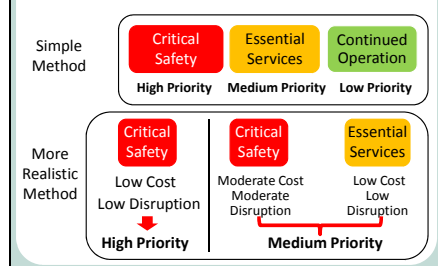 Simple
Method
Critical
Safety
Essential
Services
Continued
Operation
High Priority
Medium Priority
Low Priority
More
Realistic
Method
Critical
Safety
Low Cost
Low Disruption
High Priority
Critical
Safety
Moderate Cost
Moderate
Disruption
Essential
Services
Low Cost
Low
Disruption
Medium Priority